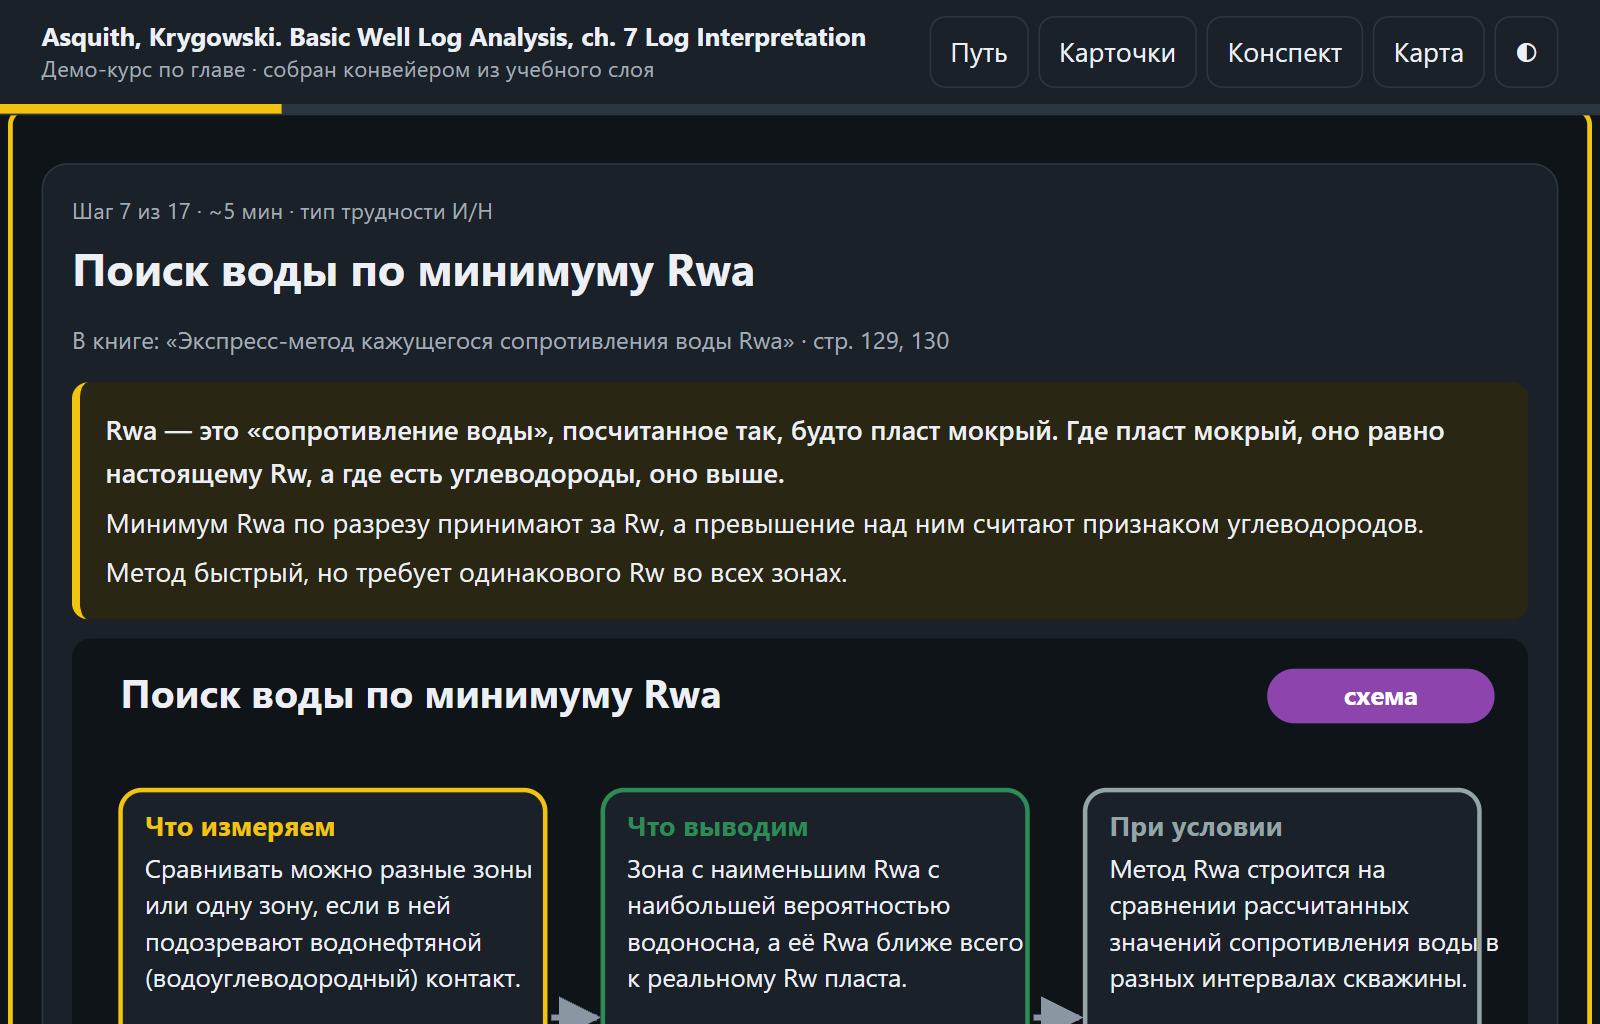 Asquith, Krygowski. Basic Well Log Analysis, ch. 7 Log Interpretation
Демо-курс по главе · собран конвейером из учебного слоя
Путь
Карточки
Конспект
Карта
Шаг 7 из 17 · ~5 мин · тип трудности И/Н
Поиск воды по минимуму Rwa
В книге: «Экспресс-метод кажущегося сопротивления воды Rwa» · стр. 129, 130
Rwa — это «сопротивление воды», посчитанное так, будто пласт мокрый. Где пласт мокрый, оно равно
настоящему Rw, а где есть углеводороды, оно выше.
Минимум Rwa по разрезу принимают за Rw, а превышение над ним считают признаком углеводородов.
Метод быстрый, но требует одинакового Rw во всех зонах.
Поиск воды по минимуму Rwa
схема
Что измеряем
Сравнивать можно разные зоны
или одну зону, если в ней
подозревают водонефтяной
(водоуглеводородный) контакт.
Что выводим
Зона с наименьшим Rwa с
наибольшей вероятностью
водоносна, а её Rwa ближе всего
к реальному Rw пласта.
При условии
Метод Rwa строится на
сравнении рассчитанных
значений сопротивления воды в
разных интервалах скважины.